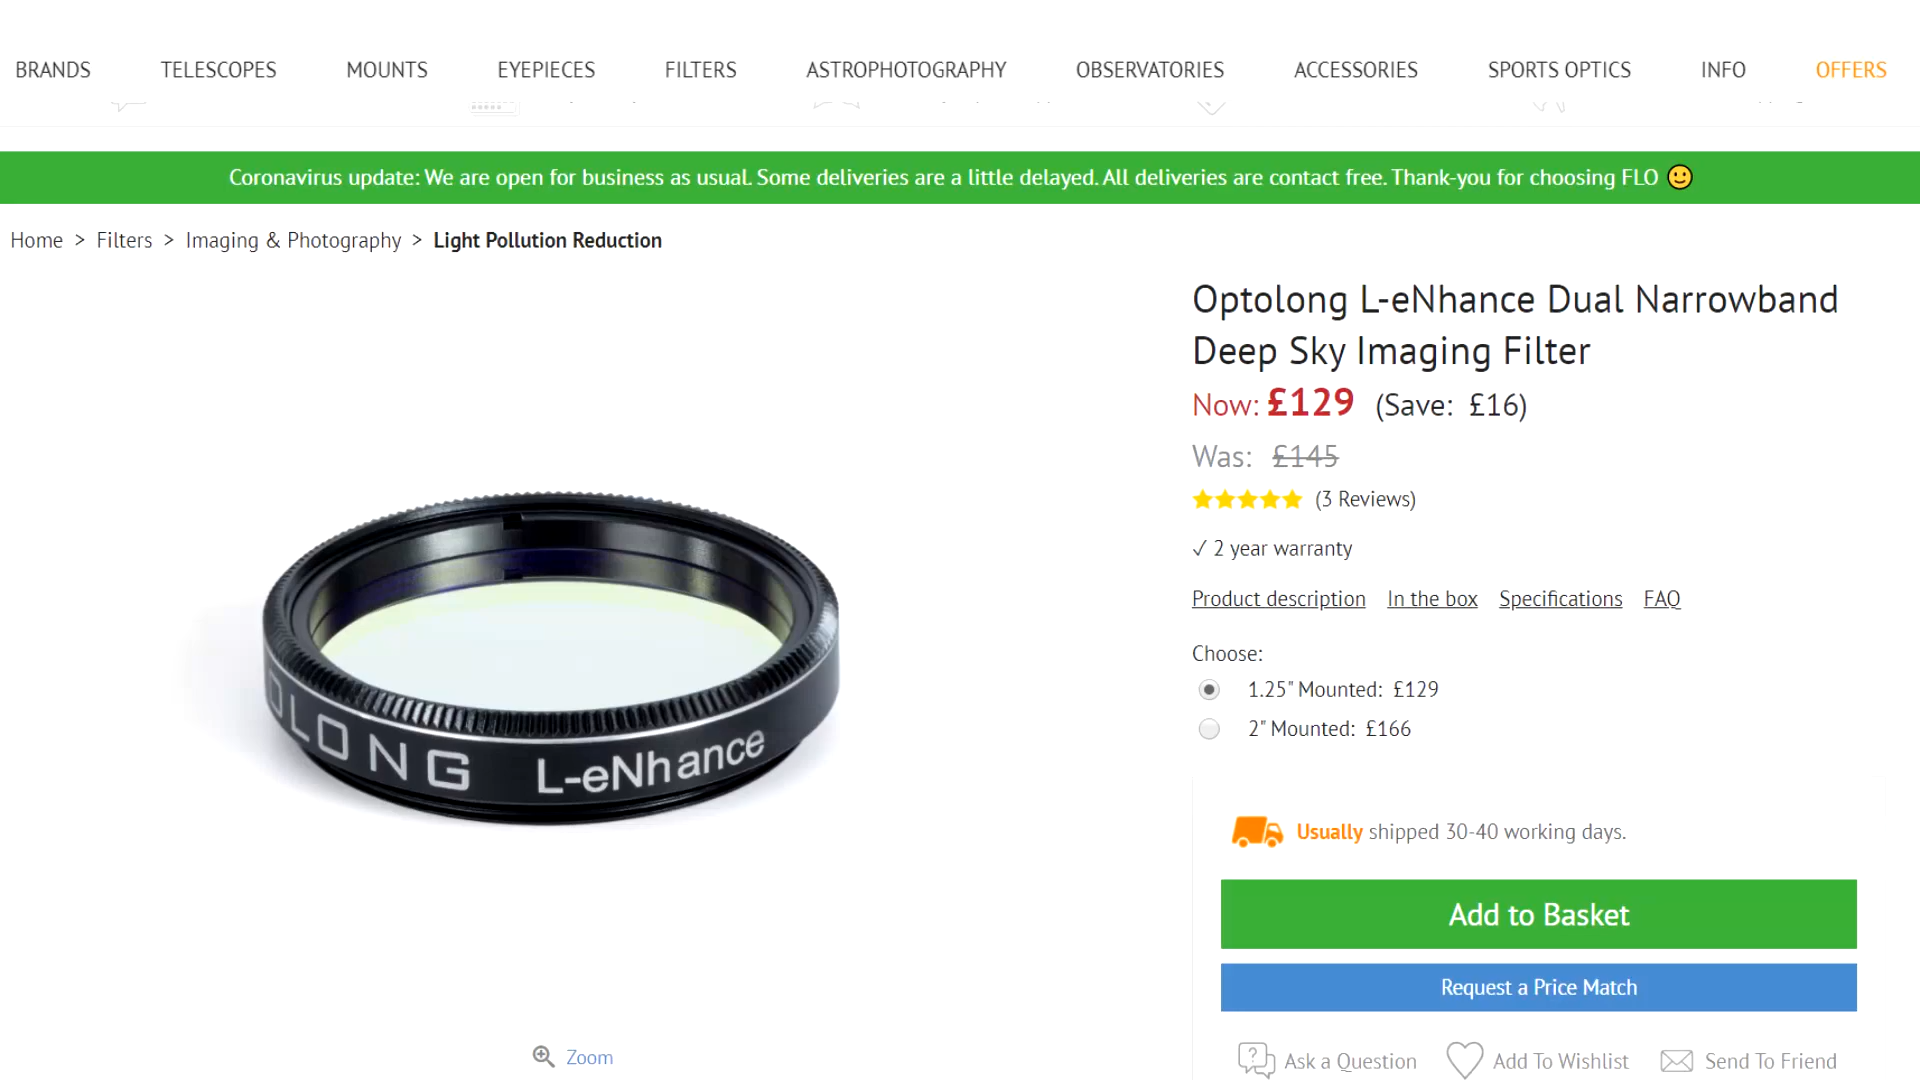 BRANDS TELESCOPES MOUNTS EYEPIECES FILTERS ASTROPHOTOGRAPHY OBSERVATORIES ACCESSORIES SPORTS OPTICS INFO OFFERS
Coronavirus update: We are open for business as usual. Some deliveries are a little delayed. All deliveries are contact free. Thank-you for choosing FLO 🙂
Home > Filters > Imaging & Photography > Light Pollution Reduction
Optolong L-eNhance Dual Narrowband
Deep Sky Imaging Filter
Now: £129 (Save: £16)
Was: £145
(3 Reviews)
✓ 2 year warranty
Product description In the box Specifications FAQ
Choose:
1.25" Mounted: £129
2" Mounted: £166
OLONG L-eNhance
Usually shipped 30-40 working days.
Add to Basket
Request a Price Match
Zoom
Ask a Question Add To Wishlist Send To Friend